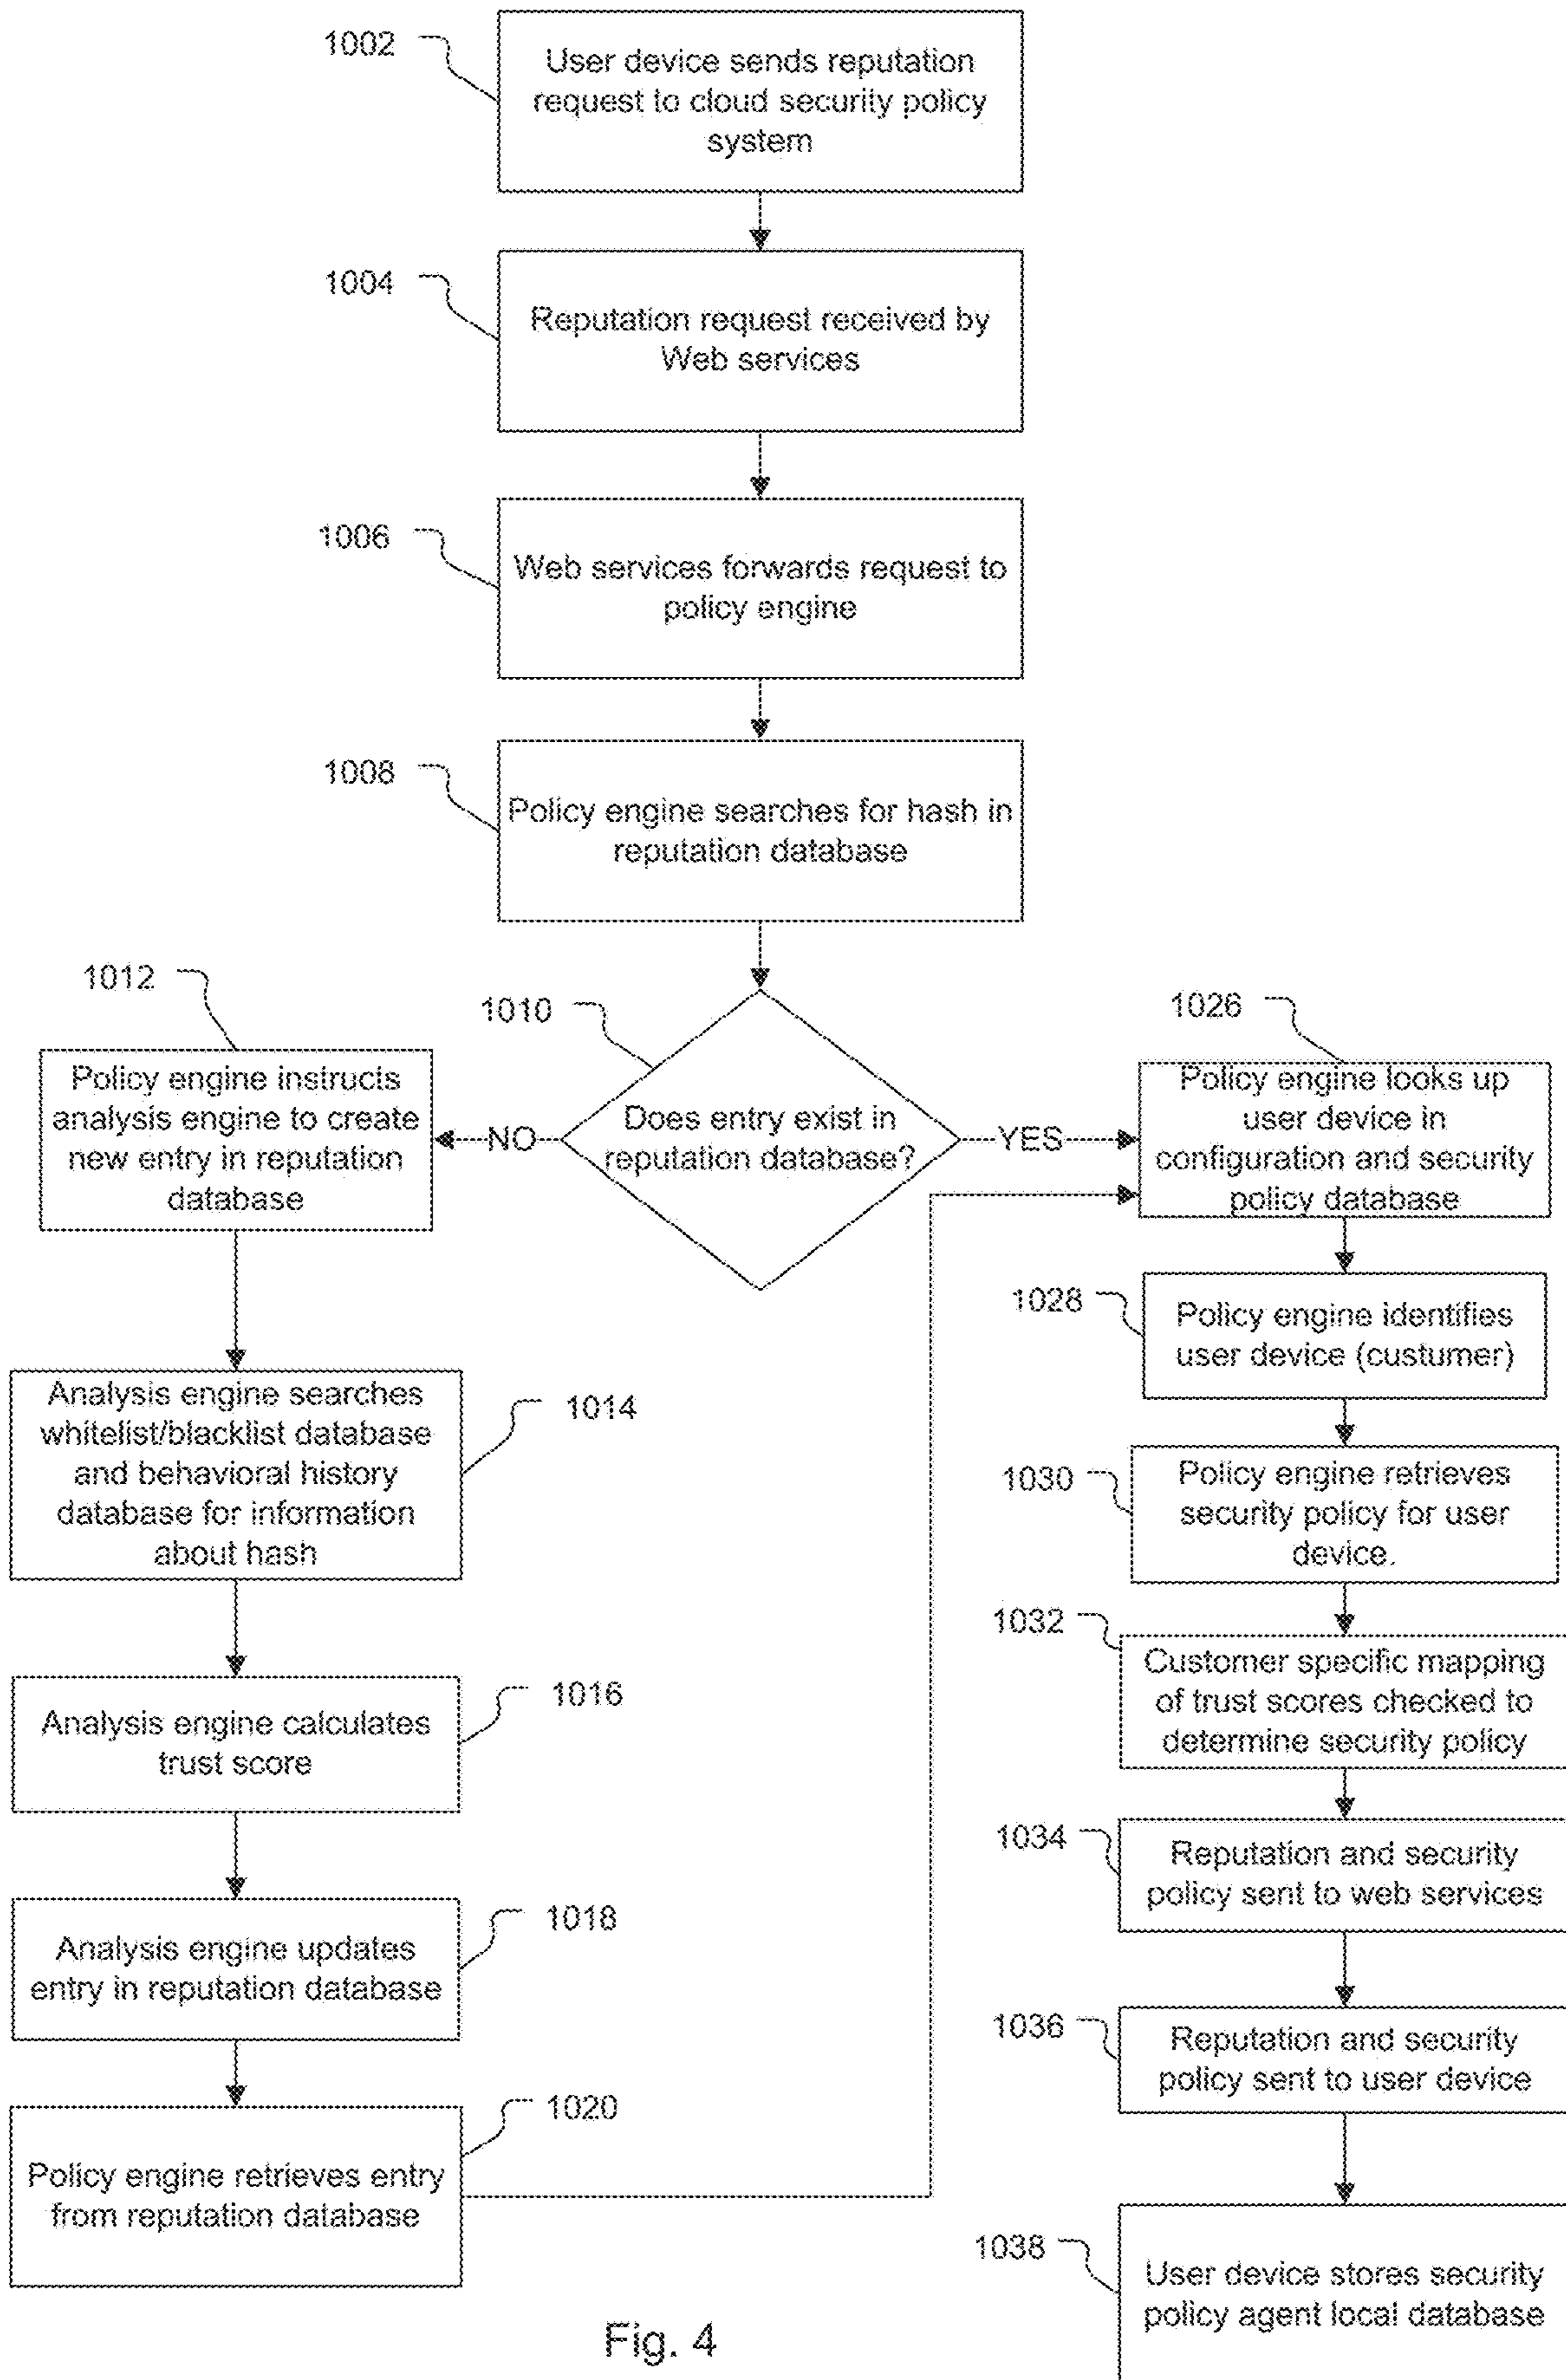 1002
User device sends reputation
request to cloud security policy
system
1004
Reputation request received by
Web services
1006
Web services forwards request to
policy engine
1008
Policy engine searches for hash in
reputation database
1010
Does entry exist in
reputation database?
NO
YES
1012
Policy engine instructs
analysis engine to create
new entry in reputation
database
1014
Analysis engine searches
whitelist/blacklist database
and behavioral history
database for information
about hash
1016
Analysis engine calculates
trust score
1018
Analysis engine updates
entry in reputation database
1020
Policy engine retrieves entry
from reputation database
1026
Policy engine looks up
user device in
configuration and security
policy database
1028
Policy engine identifies
user device (custumer)
1030
Policy engine retrieves
security policy for user
device.
1032
Customer specific mapping
of trust scores checked to
determine security policy
1034
Reputation and security
policy sent to web services
1036
Reputation and security
policy sent to user device
1038
User device stores security
policy agent local database
Fig. 4